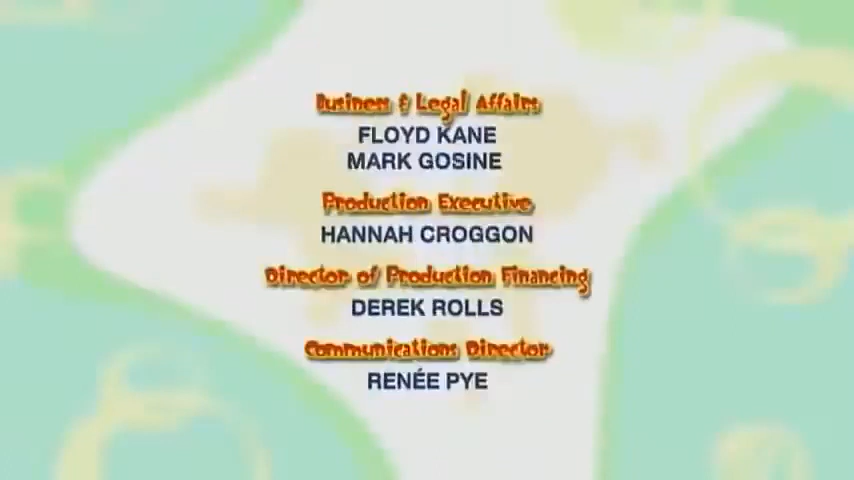 Business & Legal Affairs
FLOYD KANE
MARK GOSINE
Production Executive
HANNAH CROGGON
Director of Production Financing
DEREK ROLLS
Communications Director
RENÉE PYE